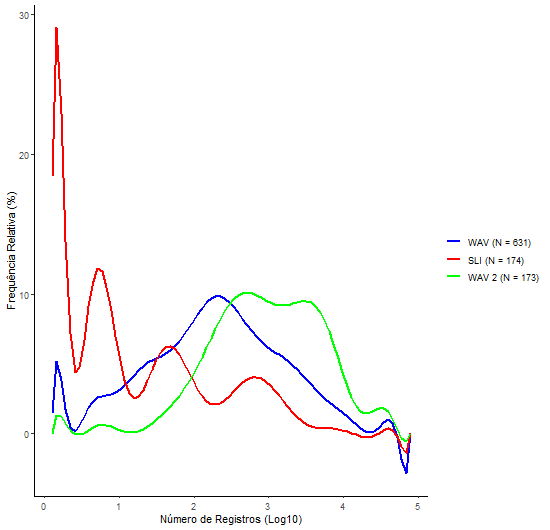 30
20
10
0
Frequência Relativa (%)
0 1 2 3 4 5
Número de Registros (Log10)
WAV (N = 631)
SLI (N = 174)
WAV 2 (N = 173)